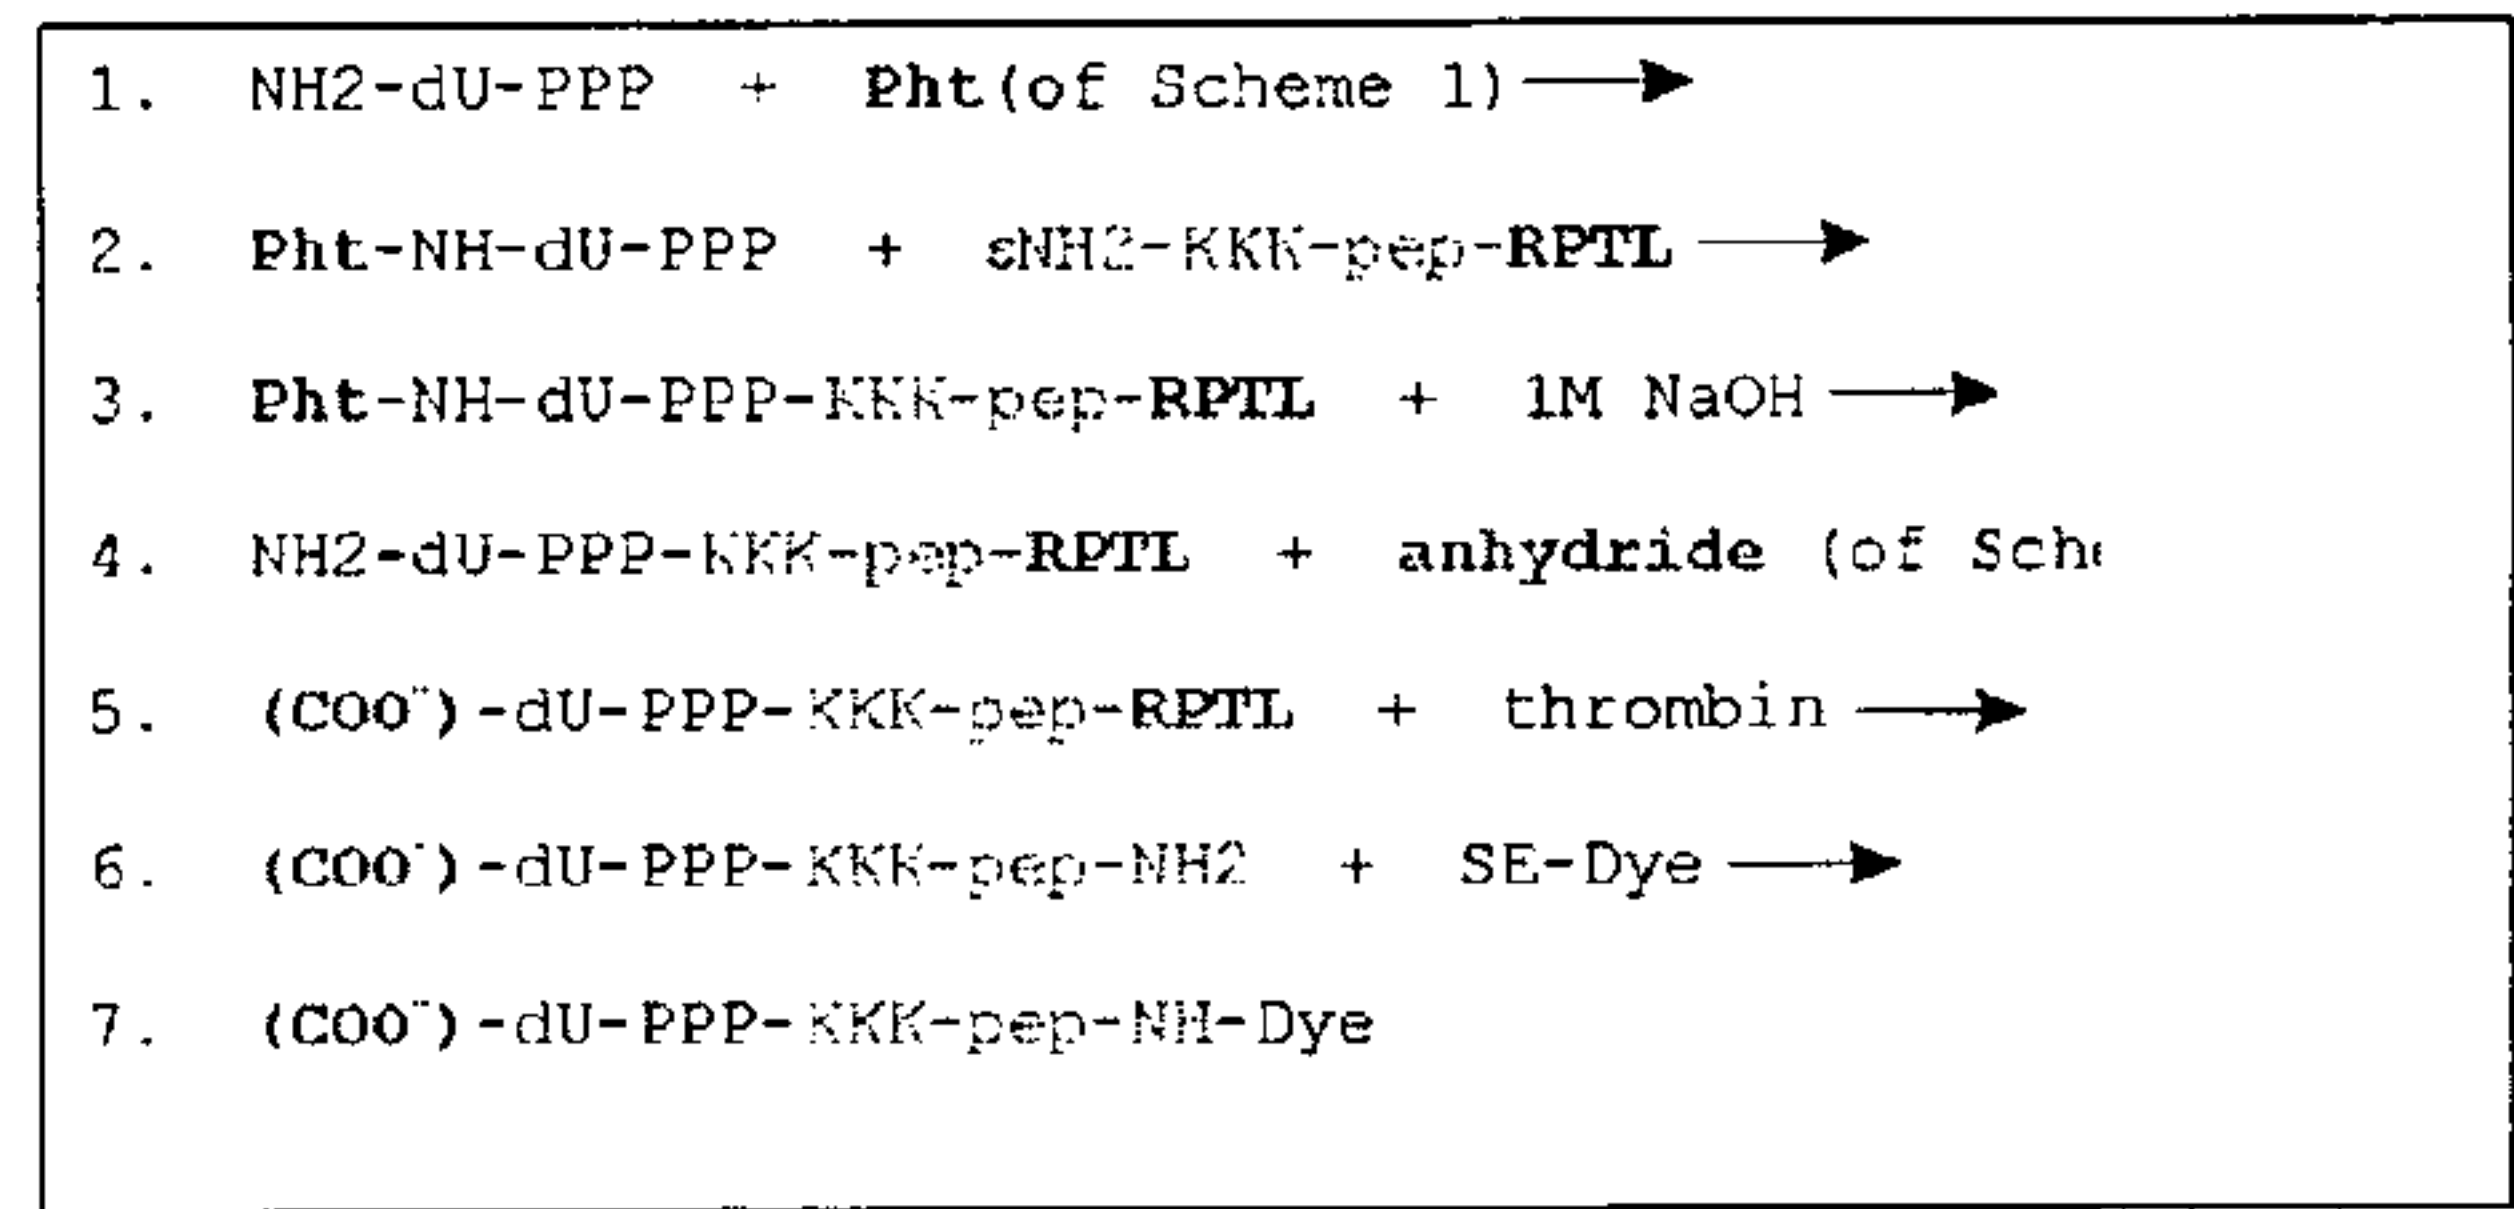 1. NH2-dU-PPP + Pht(of Scheme 1)
2. Pht-NH-dU-PPP + εNH2-KKK-pep-RPTL
3. Pht-NH-dU-PPP-KKK-pep-RPTL + 1M NaOH
4. NH2-dU-PPP-KKK-pep-RPTL + anhydride (of Sch
5. (COO⁻)-dU-PPP-KKK-pep-RPTL + thrombin
6. (COO⁻)-dU-PPP-KKK-pep-NH2 + SE-Dye
7. (COO⁻)-dU-PPP-KKK-pep-NH-Dye